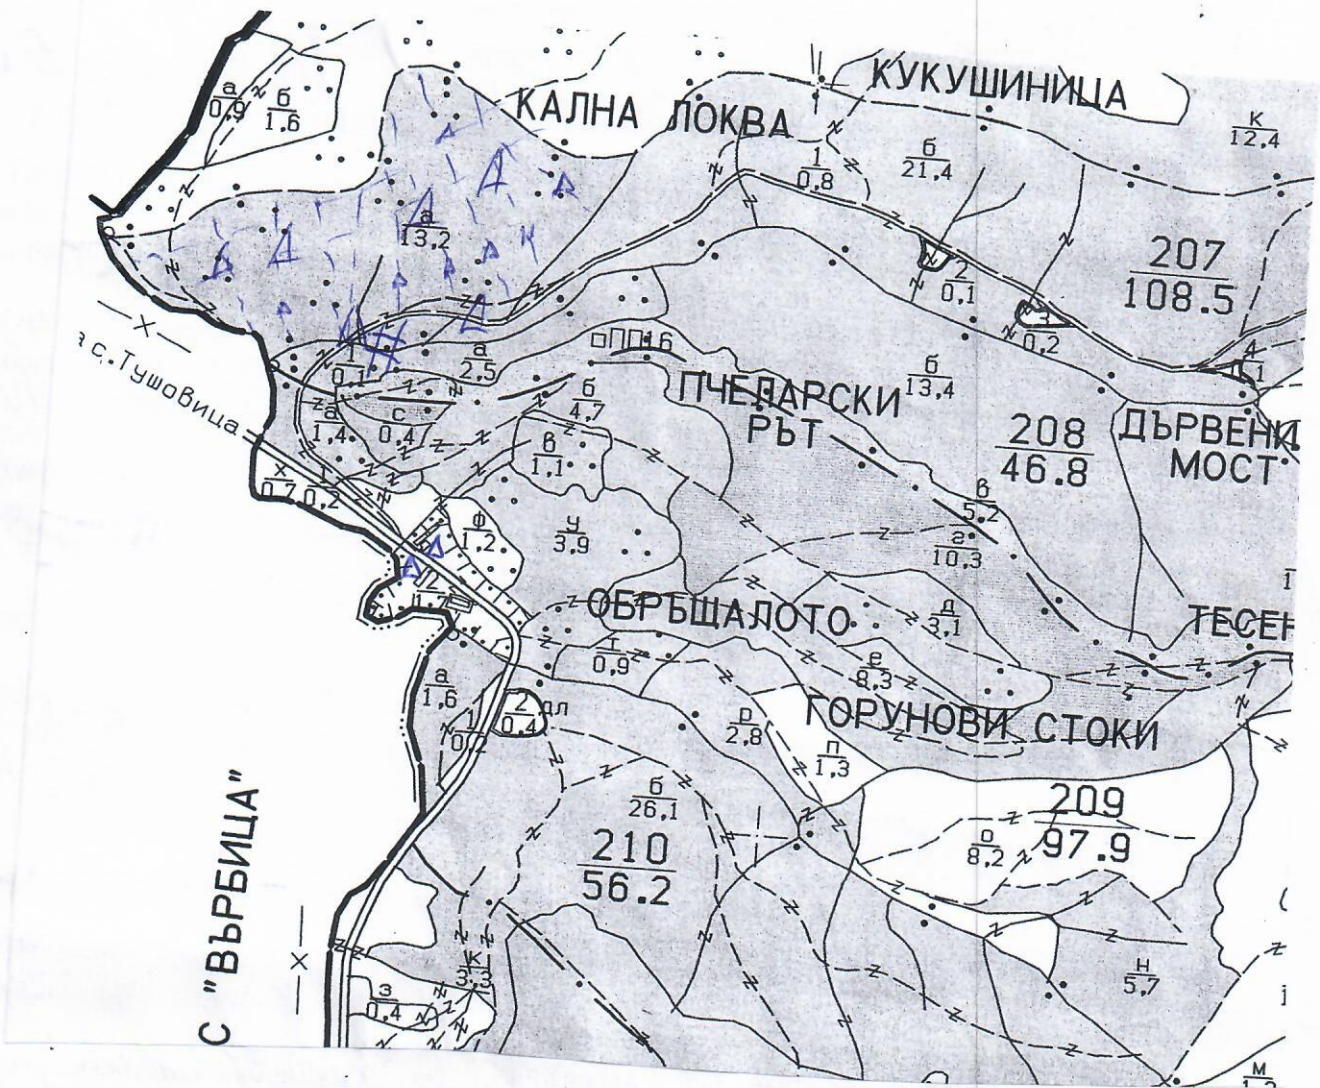 КУКУШИНИЦА
а
0,9
б
1,6
КАЛНА ЛОКВА
к
12,4
б
21,4
1
0,8
а
13,2
207
108.5
2
0,1
3
0,2
оПП16
1
0,1
а
2,5
б
13,4
4
с. Тушовица
б
4,7
ПЧЕЛАРСКИ
РЪТ
а
1,4
с
0,4
208
46.8
ДЪРВЕНИ
МОСТ
в
1,1
х
0,7
1
0,2
в
5,2
ф
1,2
у
3,9
г
10,3
ОБРЪЩАЛОТО
д
3,1
ТЕСЕН
т
0,9
е
8,3
а
1,6
2
0,4
дл
1
0,2
р
2,8
ГОРУНОВИ СТОКИ
п
1,3
б
26,1
209
97.9
о
8,2
210
56.2
С "ВЪРБИЦА"
к
3,3
н
5,7
з
0,4
м